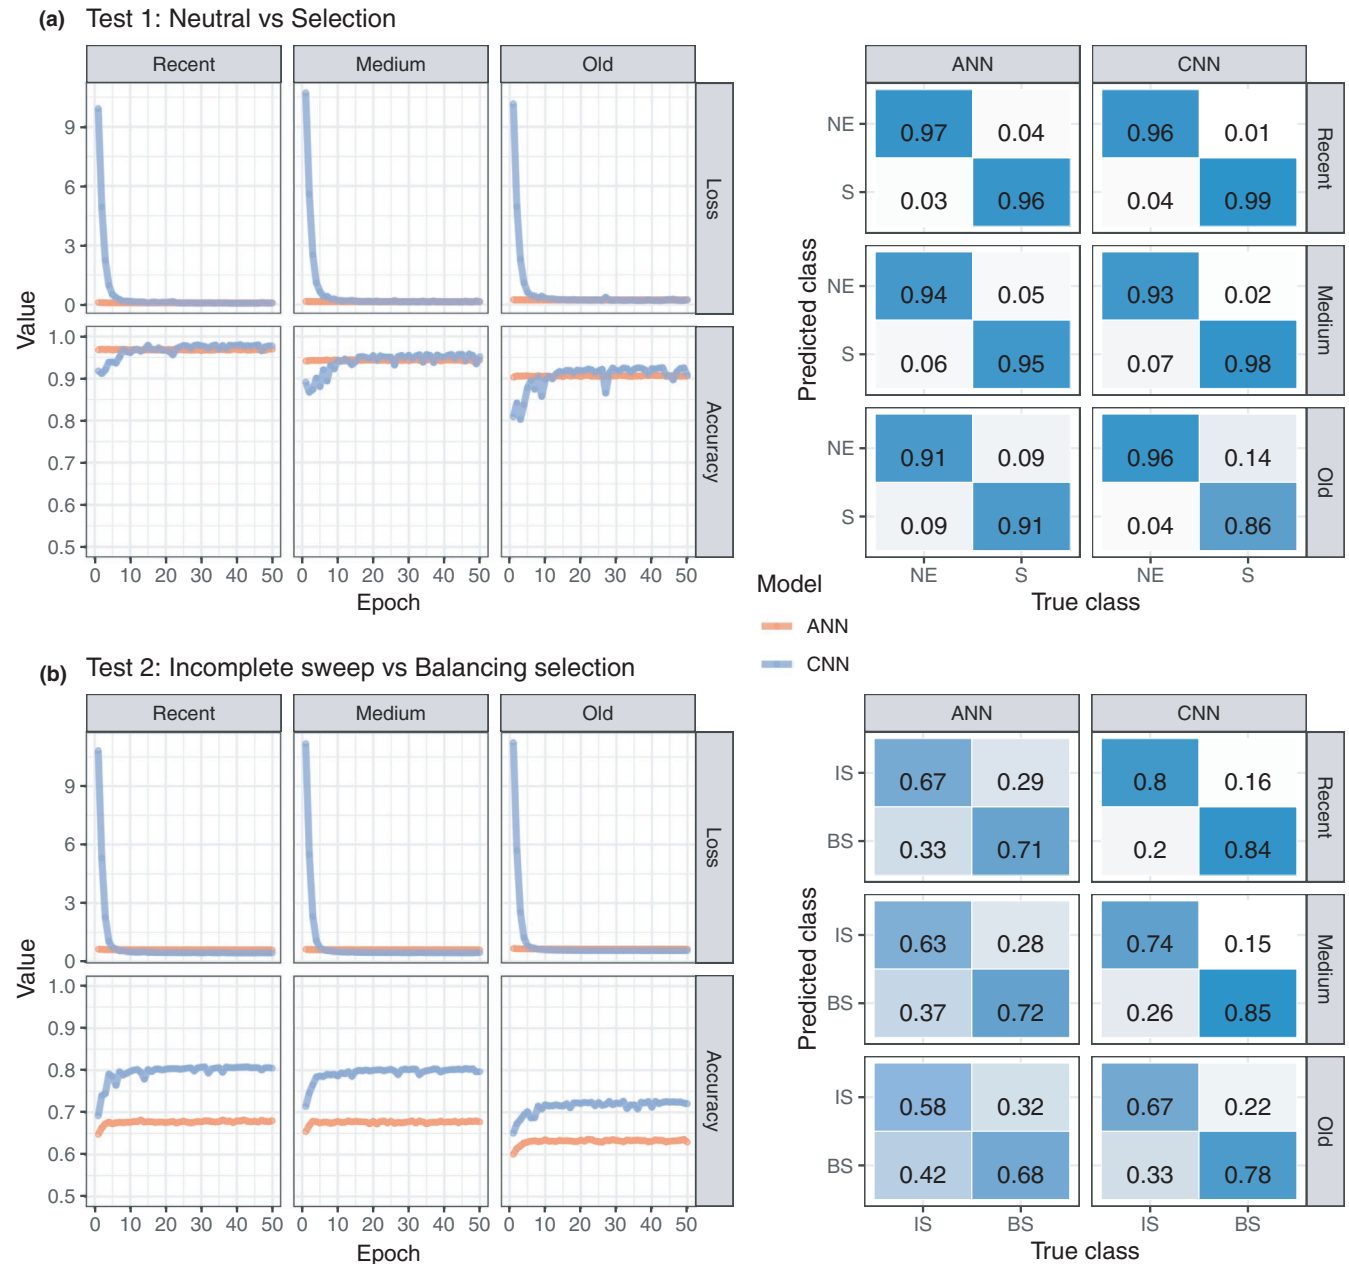 (a) Test 1: Neutral vs Selection
Recent Medium Old
Value
9
6
3
0
Loss
1.0
0.9
0.8
0.7
0.6
0.5
Accuracy
0 10 20 30 40 50 0 10 20 30 40 50 0 10 20 30 40 50
Epoch
ANN CNN
Predicted class
NE 0.97 0.04 0.96 0.01
S 0.03 0.96 0.04 0.99
Recent
NE 0.94 0.05 0.93 0.02
S 0.06 0.95 0.07 0.98
Medium
NE 0.91 0.09 0.96 0.14
S 0.09 0.91 0.04 0.86
Old
NE S NE S
True class
Model
ANN
CNN
(b) Test 2: Incomplete sweep vs Balancing selection
Recent Medium Old
Value
9
6
3
0
Loss
1.0
0.9
0.8
0.7
0.6
0.5
Accuracy
0 10 20 30 40 50 0 10 20 30 40 50 0 10 20 30 40 50
Epoch
ANN CNN
Predicted class
IS 0.67 0.29 0.8 0.16
BS 0.33 0.71 0.2 0.84
Recent
IS 0.63 0.28 0.74 0.15
BS 0.37 0.72 0.26 0.85
Medium
IS 0.58 0.32 0.67 0.22
BS 0.42 0.68 0.33 0.78
Old
IS BS IS BS
True class